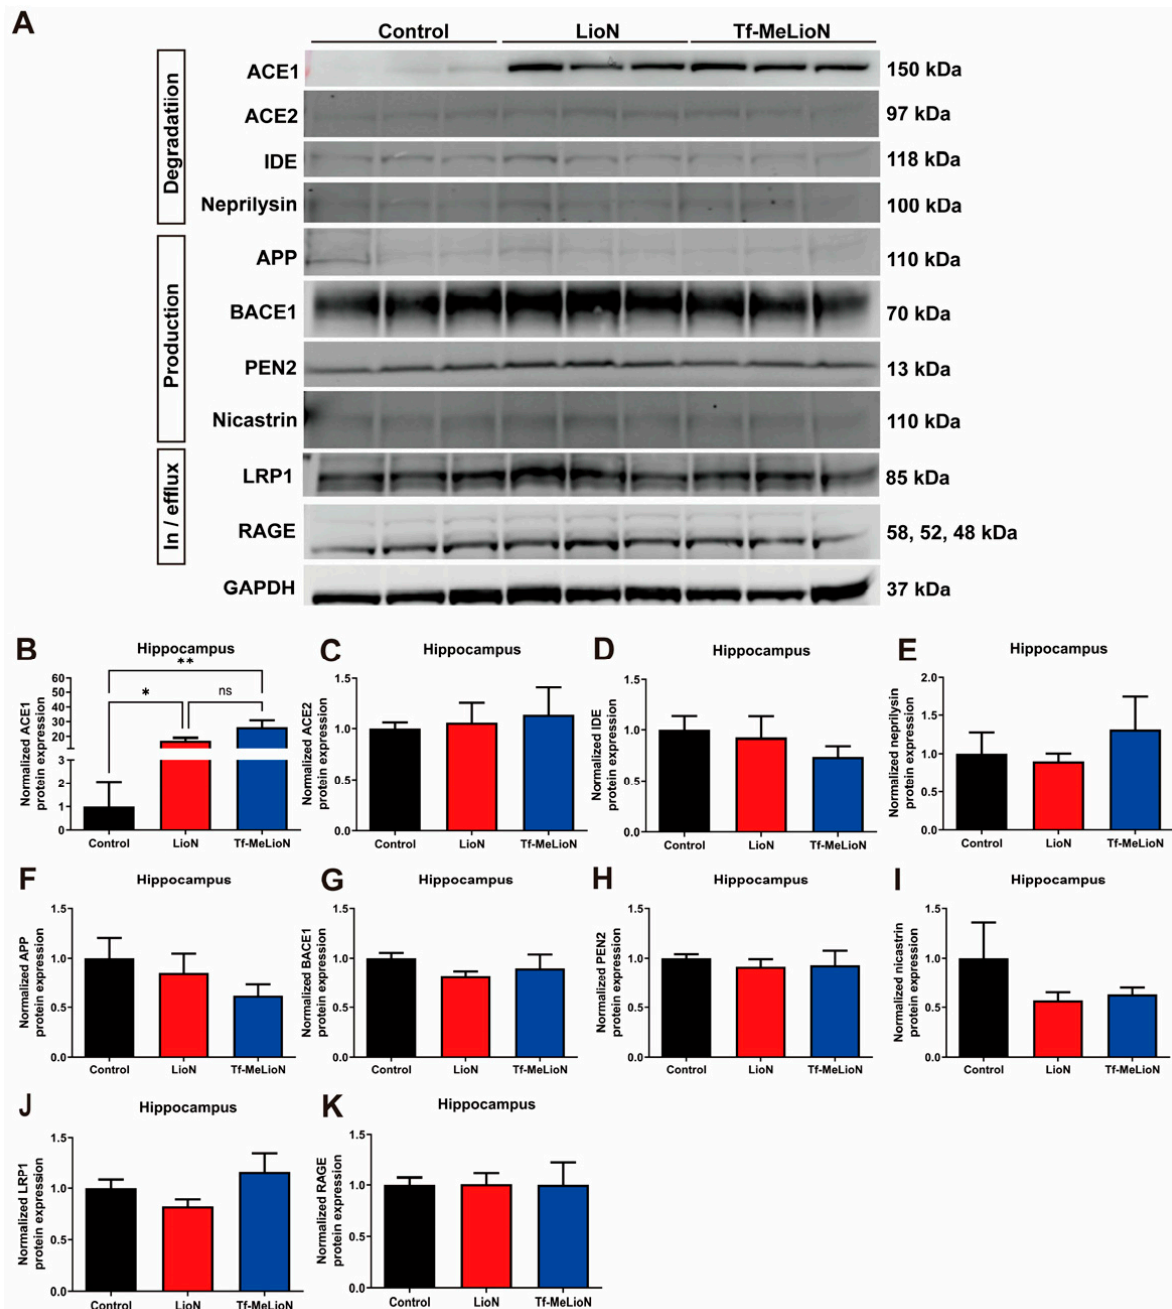 A
Control LioN Tf-MeLioN
Degradatiion
ACE1 150 kDa
ACE2 97 kDa
IDE 118 kDa
Neprilysin 100 kDa
Production
APP 110 kDa
BACE1 70 kDa
PEN2 13 kDa
Nicastrin 110 kDa
In / efflux
LRP1 85 kDa
RAGE 58, 52, 48 kDa
GAPDH 37 kDa
B
Hippocampus
**
*
ns
Normalized ACE1
protein expression
60
50
40
30
20
3
2
1
0
Control LioN Tf-MeLioN
C
Hippocampus
Normalized ACE2
protein expression
1.5
1.0
0.5
0.0
Control LioN Tf-MeLioN
D
Hippocampus
Normalized IDE
protein expression
1.5
1.0
0.5
0.0
Control LioN Tf-MeLioN
E
Hippocampus
Normalized neprilysin
protein expression
2.0
1.5
1.0
0.5
0.0
Control LioN Tf-MeLioN
F
Hippocampus
Normalized APP
protein expression
1.5
1.0
0.5
0.0
Control LioN Tf-MeLioN
G
Hippocampus
Normalized BACE1
protein expression
1.5
1.0
0.5
0.0
Control LioN Tf-MeLioN
H
Hippocampus
Normalized PEN2
protein expression
1.5
1.0
0.5
0.0
Control LioN Tf-MeLioN
I
Hippocampus
Normalized nicastrin
protein expression
1.5
1.0
0.5
0.0
Control LioN Tf-MeLioN
J
Hippocampus
Normalized LRP1
protein expression
1.5
1.0
0.5
0.0
Control LioN Tf-MeLioN
K
Hippocampus
Normalized RAGE
protein expression
1.5
1.0
0.5
0.0
Control LioN Tf-MeLioN